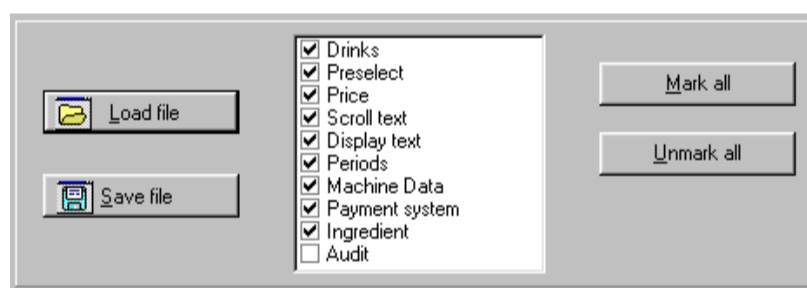 Load file
Save file
Drinks
Preselect
Price
Scroll text
Display text
Periods
Machine Data
Payment system
Ingredient
Audit
Mark all
Unmark all